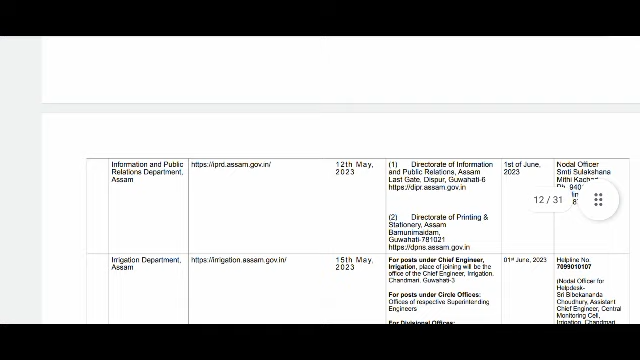 Information and Public
Relations Department,
Assam
https://iprd.assam.gov.in/
12th May,
2023
(1) Directorate of Information
and Public Relations, Assam
Last Gate, Dispur, Guwahati-6
https://dipr.assam.gov.in
(2) Directorate of Printing &
Stationery, Assam
Bamunimaidam,
Guwahati-781021
https://dpns.assam.gov.in
1st of June,
2023
Nodal Officer
Smti Sulakshana
Mithi
12 / 31
Irrigation Department,
Assam
https://irrigation.assam.gov.in/
15th May,
2023
For posts under Chief Engineer,
Irrigation, place of joining will be the
office of the Chief Engineer, Irrigation,
Chandmari, Guwahati-3
For posts under Circle Offices:
Offices of respective Superintending
Engineers
For Divisional Offices:
01st June, 2023
Helpline No.
7099010107
(Nodal Officer for
Helpdesk-
Sri Bibekananda
Choudhury, Assistant
Chief Engineer, Central
Monitoring Cell,
Irrigation, Chandmari